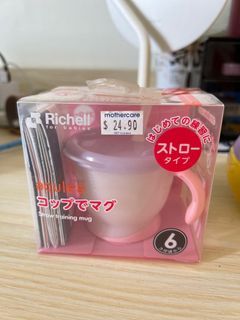 Richell
for babies
mothercare
$ 24.90
はじめての練習に
ストロー
タイプ
コップでマグ
Straw training mug
6